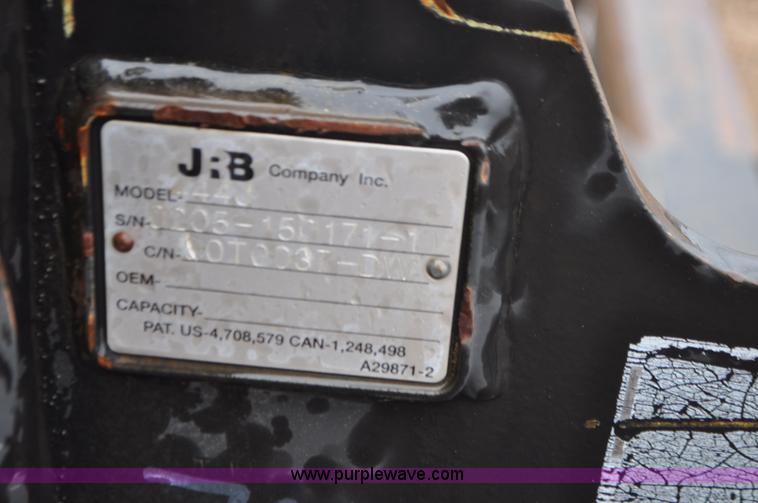 JRB Company Inc.
MODEL- 44J
S/N-
C/N-
OEM-
CAPACITY-
PAT. US-4,708,579 CAN-1,248,498
A29871-2
www.purplewave.com